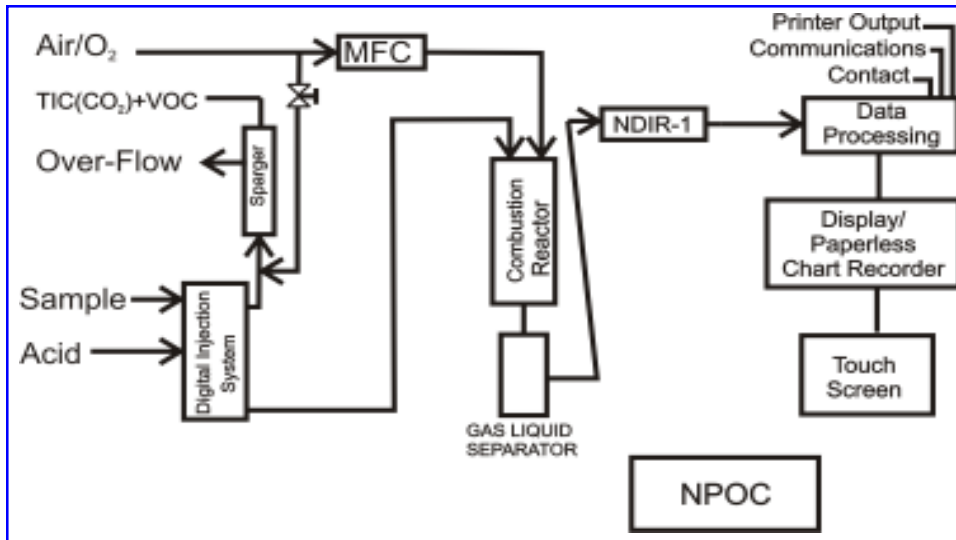 Air/O₂
MFC
Printer Output
Communications
Contact
TIC(CO₂)+VOC
NDIR-1
Data
Processing
Over-Flow
Sparger
Combustion
Reactor
Display/
Paperless
Chart Recorder
Sample
Acid
Digital Injection
System
Touch
Screen
GAS LIQUID
SEPARATOR
NPOC